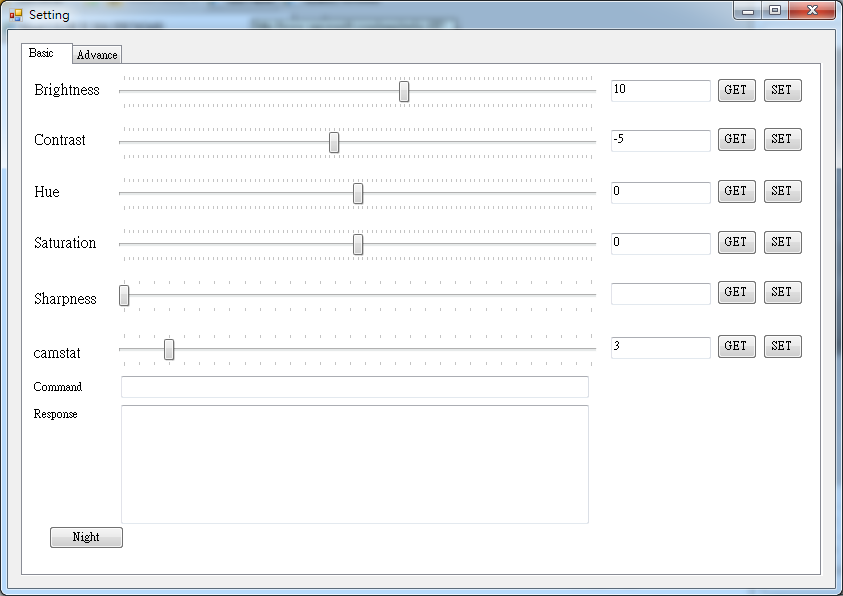 Setting
Basic Advance
Brightness 10 GET SET
Contrast -5 GET SET
Hue 0 GET SET
Saturation 0 GET SET
Sharpness GET SET
camstat 3 GET SET
Command
Response
Night